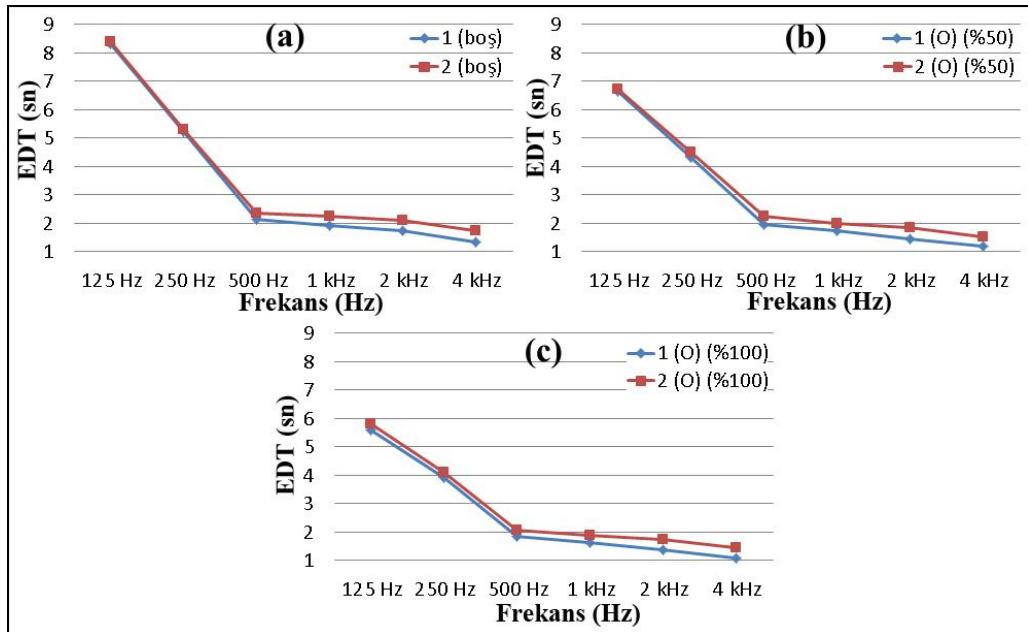 (a)
1 (boş)
2 (boş)
EDT (sn)
9
8
7
6
5
4
3
2
1
125 Hz 250 Hz 500 Hz 1 kHz 2 kHz 4 kHz
Frekans (Hz)
(b)
1 (O) (%50)
2 (O) (%50)
EDT (sn)
9
8
7
6
5
4
3
2
1
125 Hz 250 Hz 500 Hz 1 kHz 2 kHz 4 kHz
Frekans (Hz)
(c)
1 (O) (%100)
2 (O) (%100)
EDT (sn)
9
8
7
6
5
4
3
2
1
125 Hz 250 Hz 500 Hz 1 kHz 2 kHz 4 kHz
Frekans (Hz)